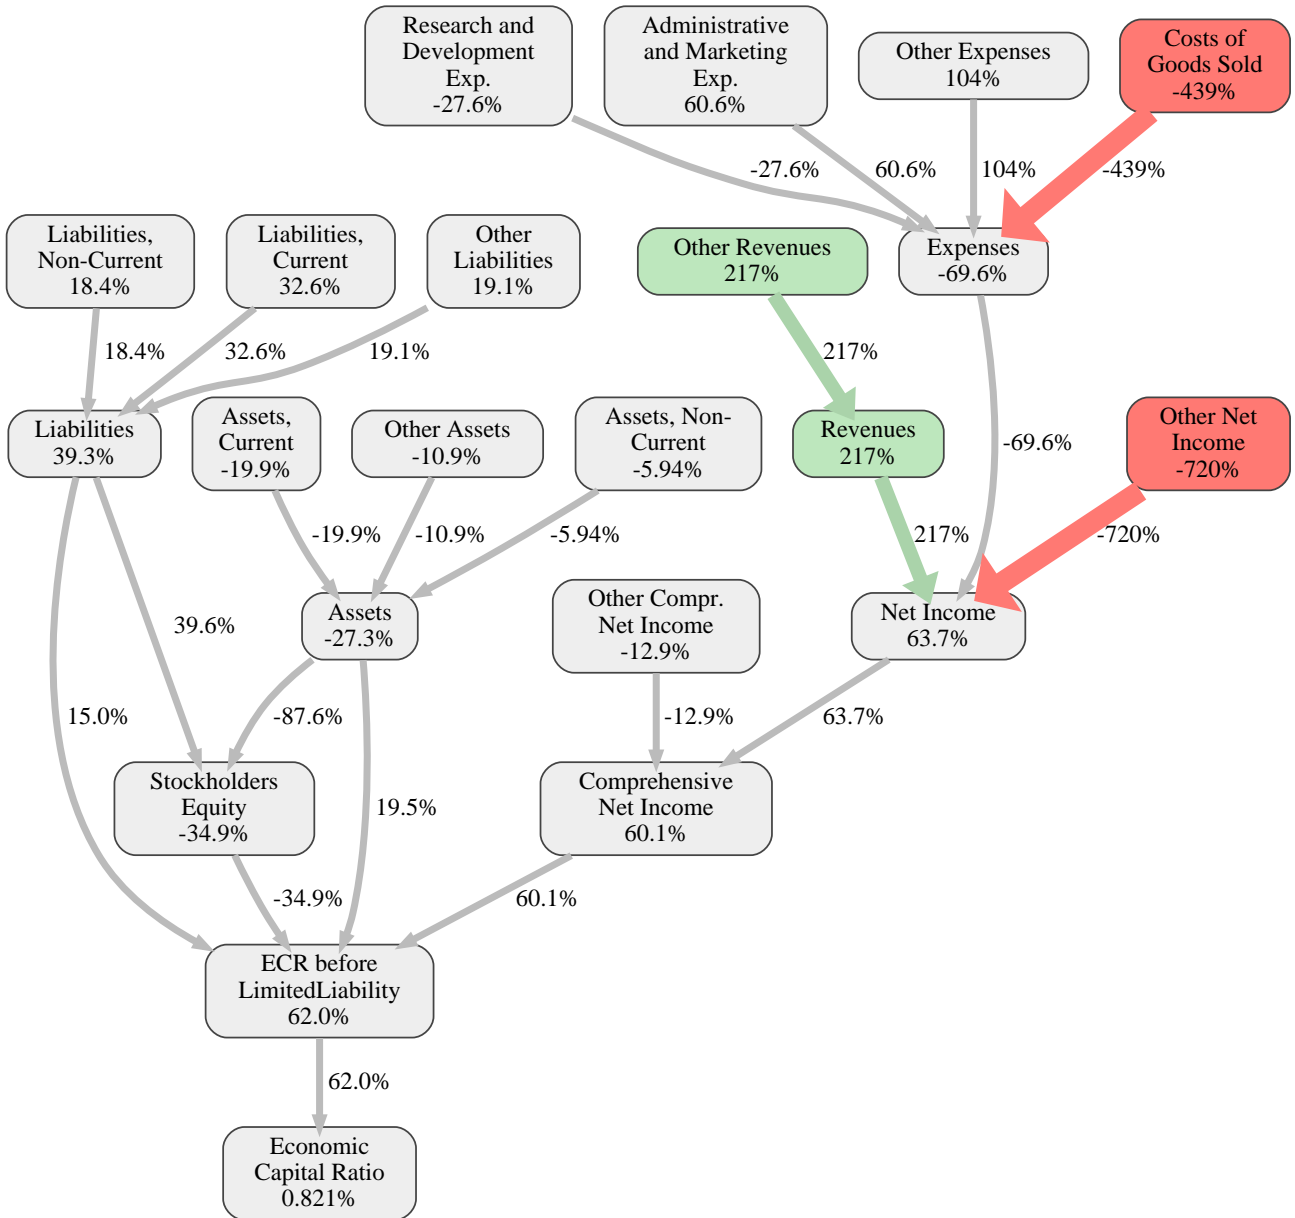 Research and
Development
Exp.
-27.6%
Administrative
and Marketing
Exp.
60.6%
Other Expenses
104%
Costs of
Goods Sold
-439%
-27.6%
60.6%
104%
-439%
Liabilities,
Non-Current
18.4%
Liabilities,
Current
32.6%
Other
Liabilities
19.1%
Other Revenues
217%
Expenses
-69.6%
18.4%
32.6%
19.1%
217%
Liabilities
39.3%
Assets,
Current
-19.9%
Other Assets
-10.9%
Assets, Non-
Current
-5.94%
Revenues
217%
-69.6%
Other Net
Income
-720%
-19.9%
-10.9%
-5.94%
217%
-720%
39.6%
Assets
-27.3%
Other Compr.
Net Income
-12.9%
Net Income
63.7%
15.0%
-87.6%
-12.9%
63.7%
Stockholders
Equity
-34.9%
19.5%
Comprehensive
Net Income
60.1%
-34.9%
60.1%
ECR before
LimitedLiability
62.0%
62.0%
Economic
Capital Ratio
0.821%